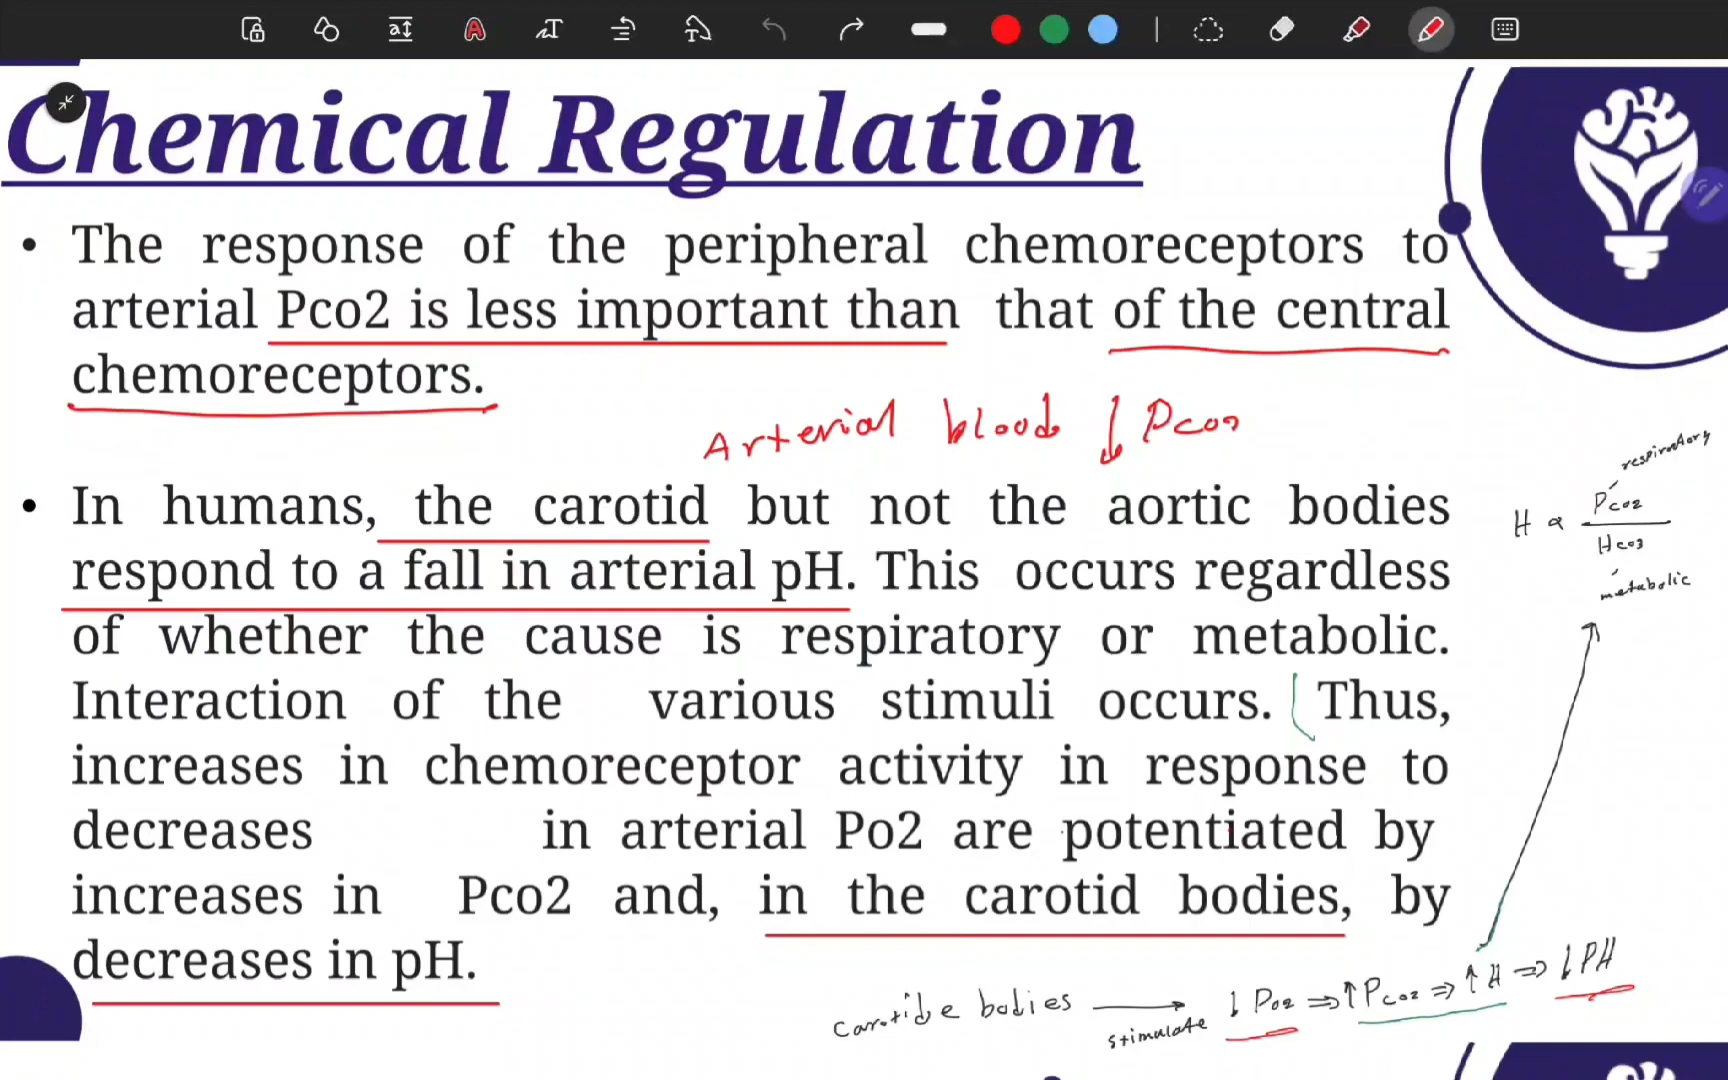 Chemical Regulation
• The response of the peripheral chemoreceptors to
arterial Pco2 is less important than that of the central
chemoreceptors.
Arterial blood ↓ Pco2
• In humans, the carotid but not the aortic bodies
respond to a fall in arterial pH. This occurs regardless
of whether the cause is respiratory or metabolic.
Interaction of the various stimuli occurs. Thus,
increases in chemoreceptor activity in response to
decreases in arterial Po2 are potentiated by
increases in Pco2 and, in the carotid bodies, by
decreases in pH.
respiratory
H ∝ Pco2
Hco3
metabolic
carotide bodies → stimulate ↓ Po2 ⇒ ↑ Pco2 ⇒ ↑ H ⇒ ↓ PH